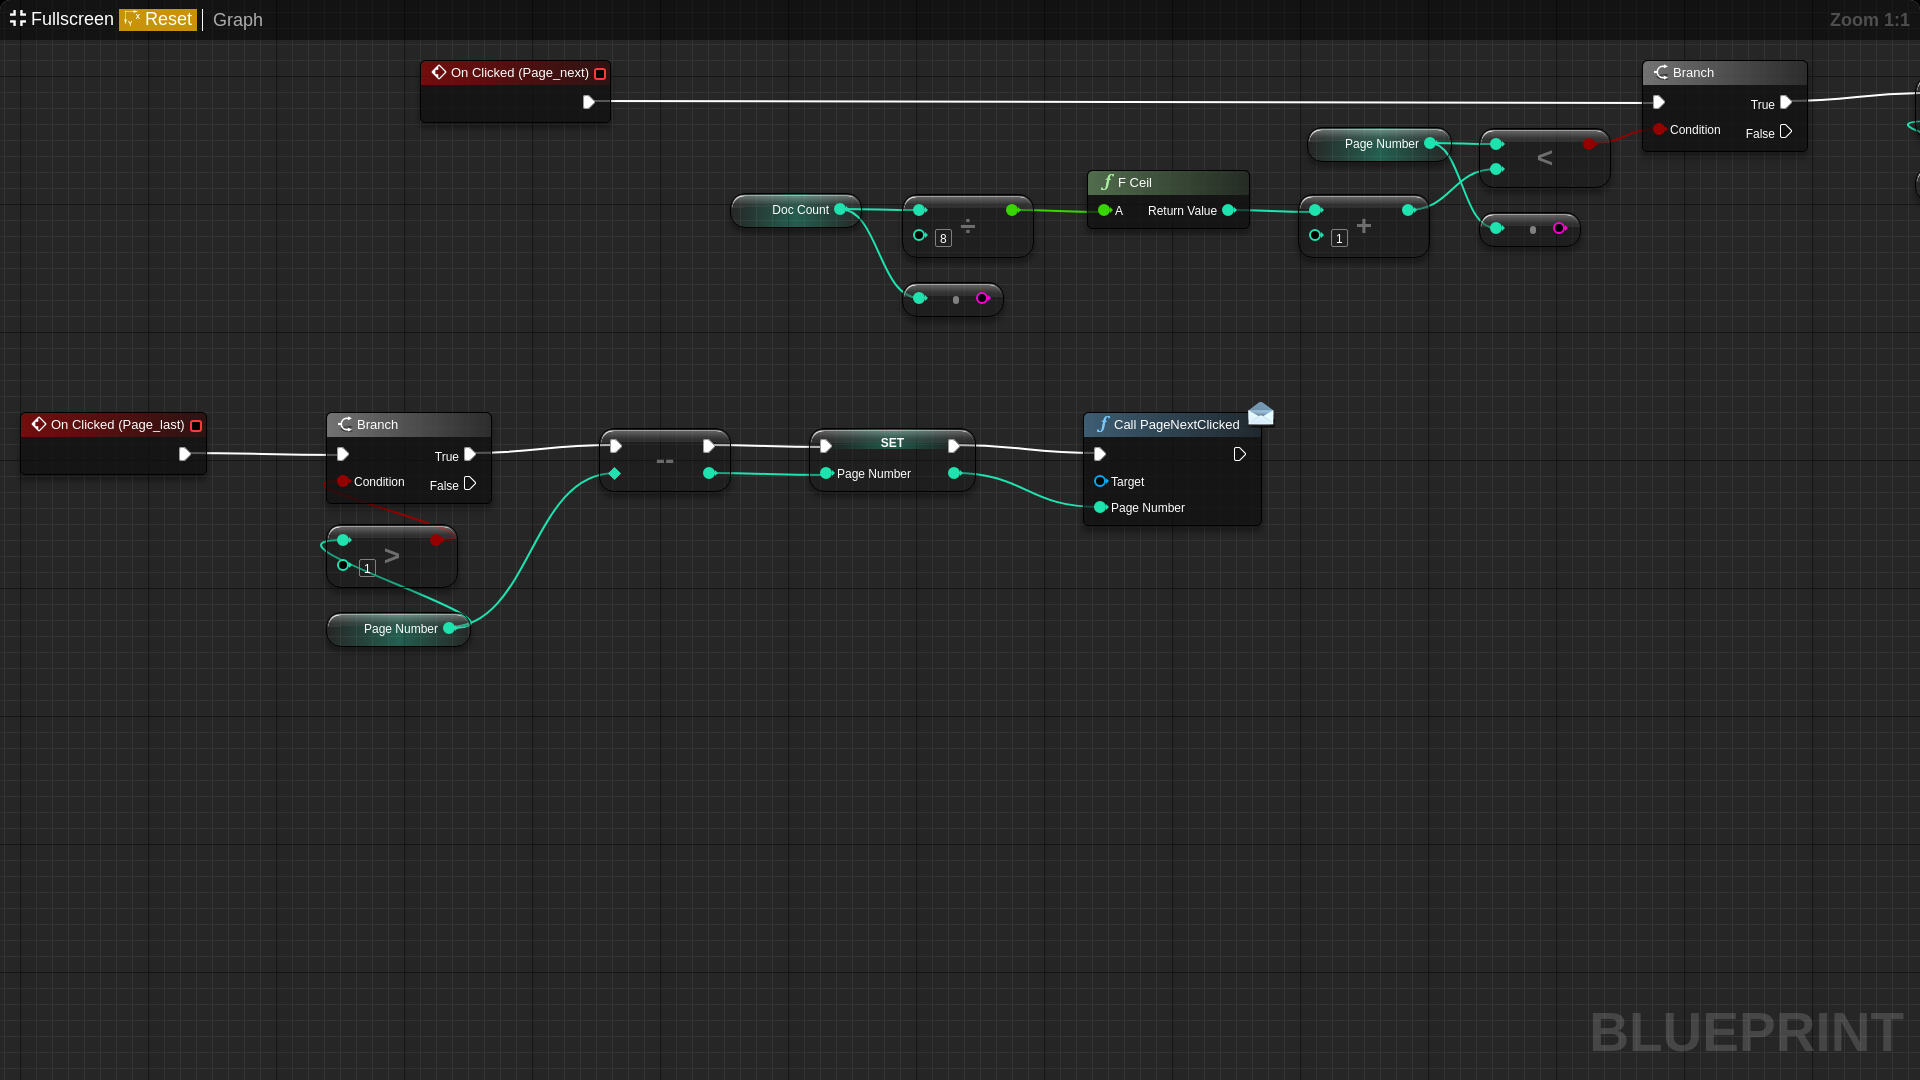 Fullscreen Reset Graph Zoom 1:1
On Clicked (Page_next)
Branch
True
Condition
False
Page Number
<
F Ceil
A Return Value
Doc Count
÷
8
+
1
On Clicked (Page_last)
Branch
True
Condition
False
>
1
Page Number
--
SET
Page Number
Call PageNextClicked
Target
Page Number
BLUEPRINT